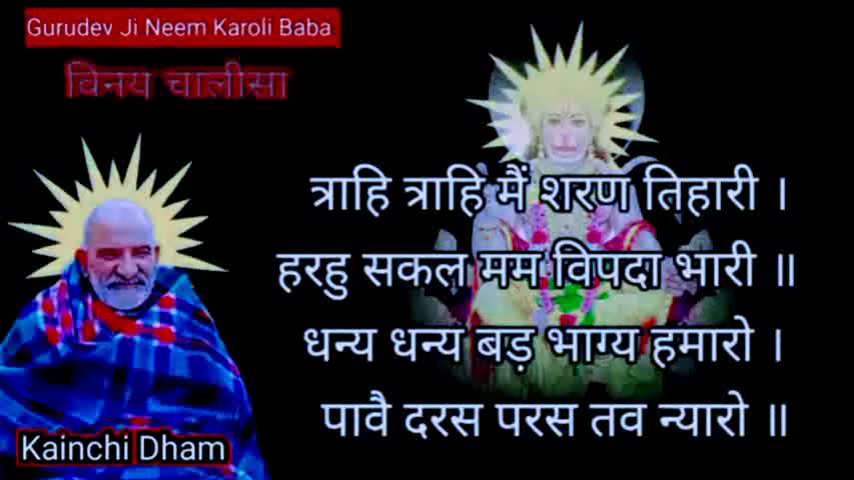 Gurudev Ji Neem Karoli Baba
विनय चालीसा
त्राहि त्राहि मैं शरण तिहारी ।
हरहु सकल मम विपदा भारी ॥
धन्य धन्य बड़ भाग्य हमारो ।
पावै दरस परस तव न्यारो ॥
Kainchi Dham